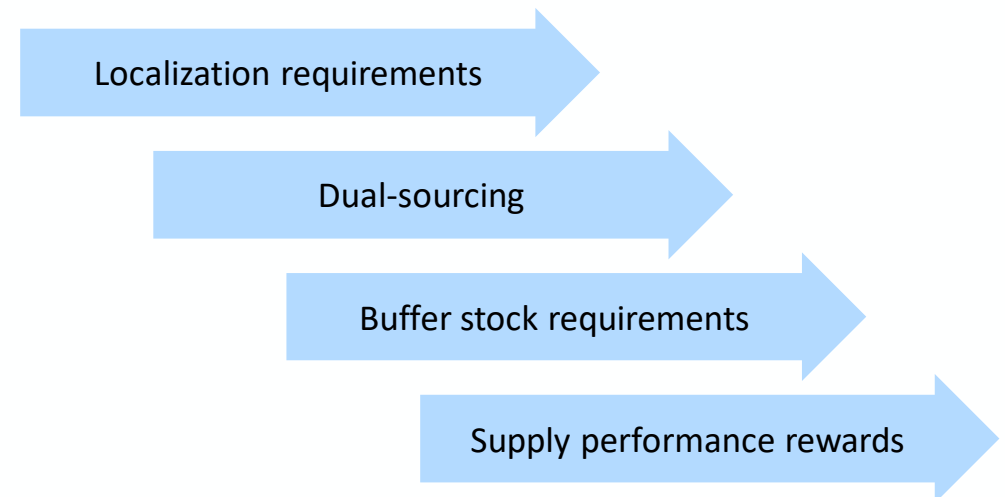 Localization requirements
Dual-sourcing
Buffer stock requirements
Supply performance rewards